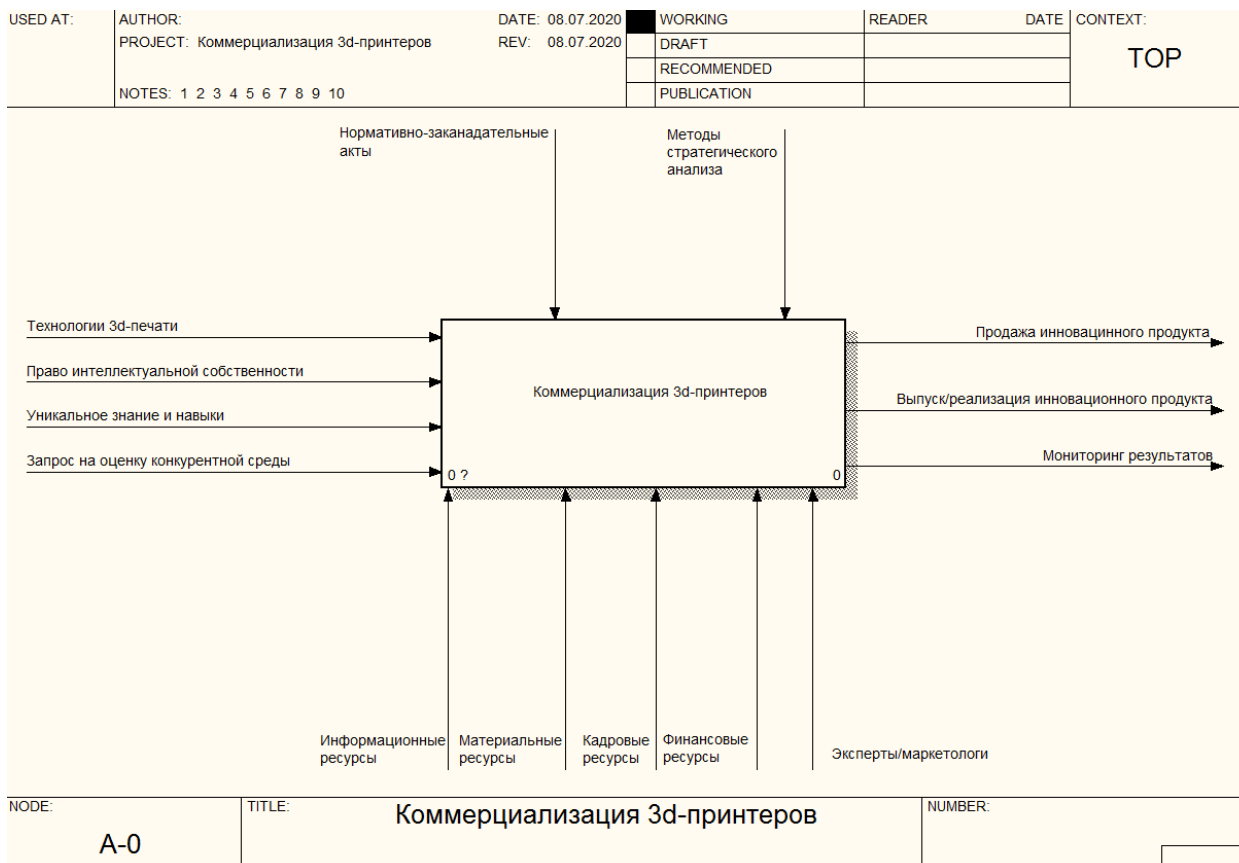 USED AT:
AUTHOR:
DATE: 08.07.2020
WORKING
READER
DATE
CONTEXT:
PROJECT: Коммерциализация 3d-принтеров
REV: 08.07.2020
DRAFT
TOP
RECOMMENDED
NOTES: 1 2 3 4 5 6 7 8 9 10
PUBLICATION
Нормативно-заканадательные
акты
Методы
стратегического
анализа
Технологии 3d-печати
Право интеллектуальной собственности
Уникальное знание и навыки
Запрос на оценку конкурентной среды
Коммерциализация 3d-принтеров
0 ?
0
Продажа инновацинного продукта
Выпуск/реализация инновационного продукта
Мониторинг результатов
Информационные
ресурсы
Материальные
ресурсы
Кадровые
ресурсы
Финансовые
ресурсы
Эксперты/маркетологи
NODE:
A-0
TITLE:
Коммерциализация 3d-принтеров
NUMBER: